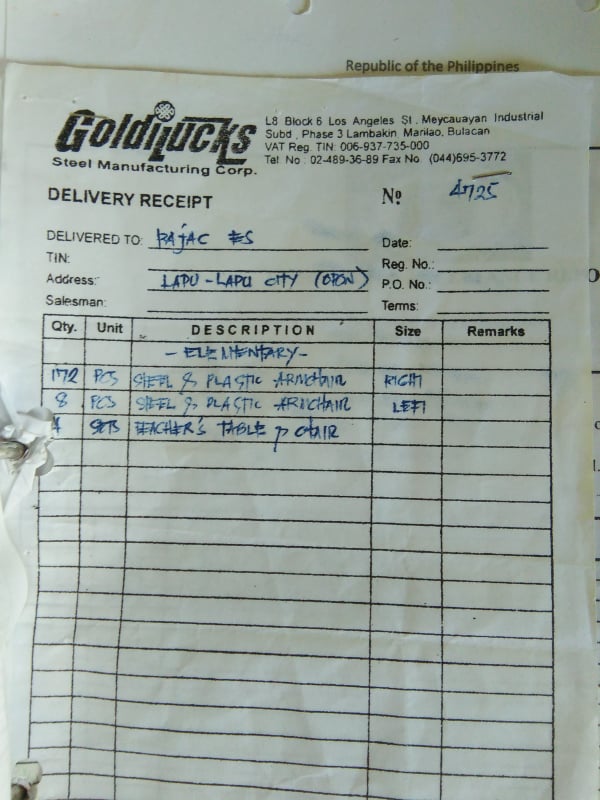 Republic of the Philippines
Goldilucks
Steel Manufacturing Corp.
L8 Block 6 Los Angeles St. Meycauayan Industrial
Subd., Phase 3 Lambakin Marilao, Bulacan
VAT Reg. TIN: 006-937-735-000
Tel No: 02-489-36-89 Fax No. (044)695-3772
DELIVERY RECEIPT
Nº 4725
DELIVERED TO: BAJAC ES
Date:
TIN:
Reg. No.:
Address: LAPU-LAPU CITY (OPON)
P.O. No.:
Salesman:
Terms:
Qty. Unit DESCRIPTION Size Remarks
- ELEMENTARY -
172 PCS STEEL & PLASTIC ARMCHAIR RIGHT
8 PCS STEEL & PLASTIC ARMCHAIR LEFT
4 SETS TEACHER'S TABLE & CHAIR